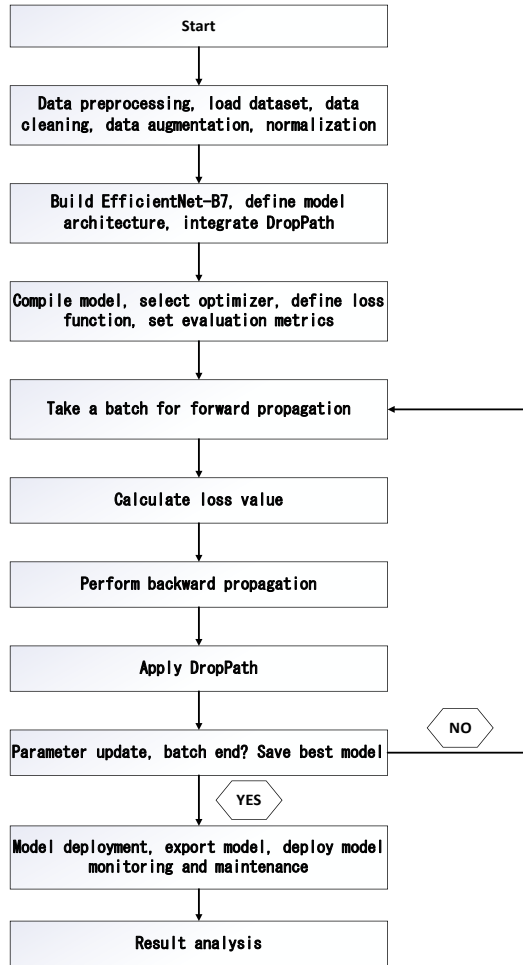 Start
Data preprocessing, load dataset, data
cleaning, data augmentation, normalization
Build EfficientNet-B7, define model
architecture, integrate DropPath
Compile model, select optimizer, define loss
function, set evaluation metrics
Take a batch for forward propagation
Calculate loss value
Perform backward propagation
Apply DropPath
NO
Parameter update, batch end? Save best model
YES
Model deployment, export model, deploy model
monitoring and maintenance
Result analysis